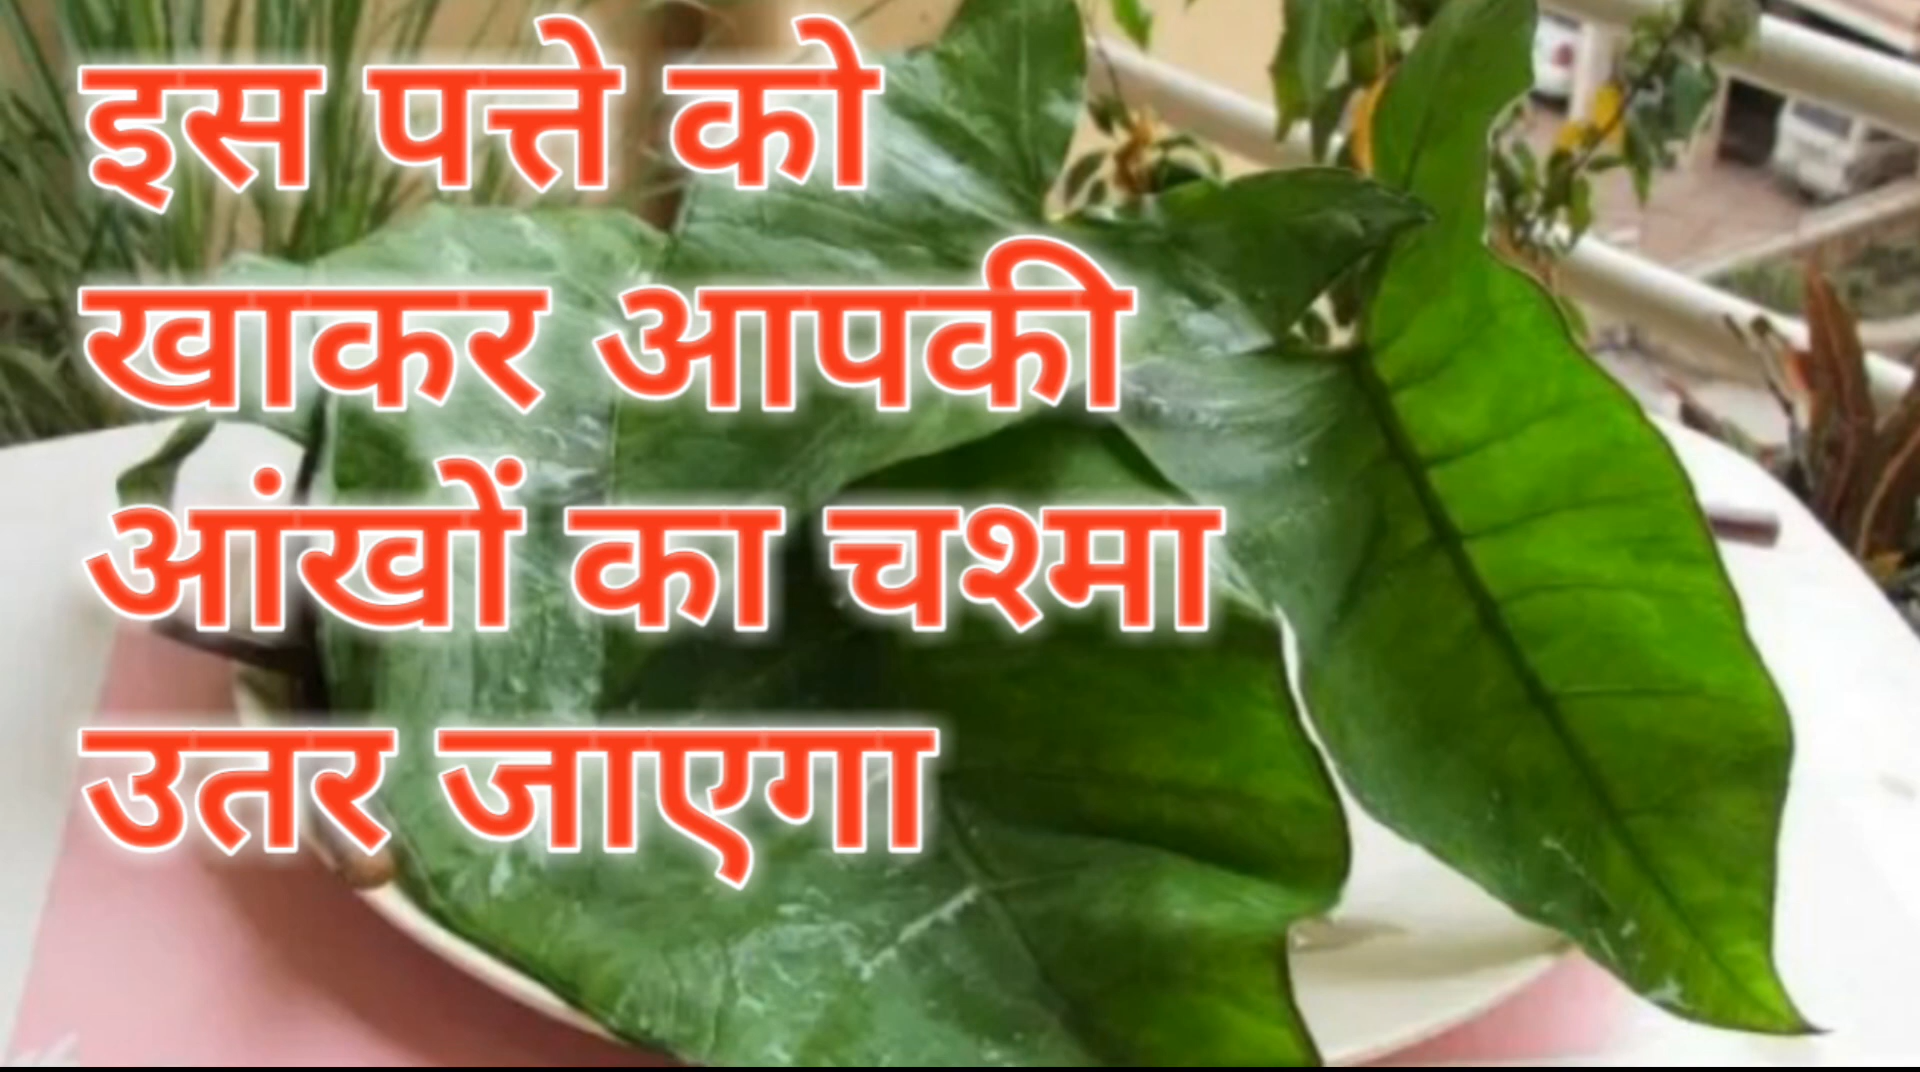 इस पत्ते को
खाकर आपकी
आंखों का चश्मा
उतर जाएगा